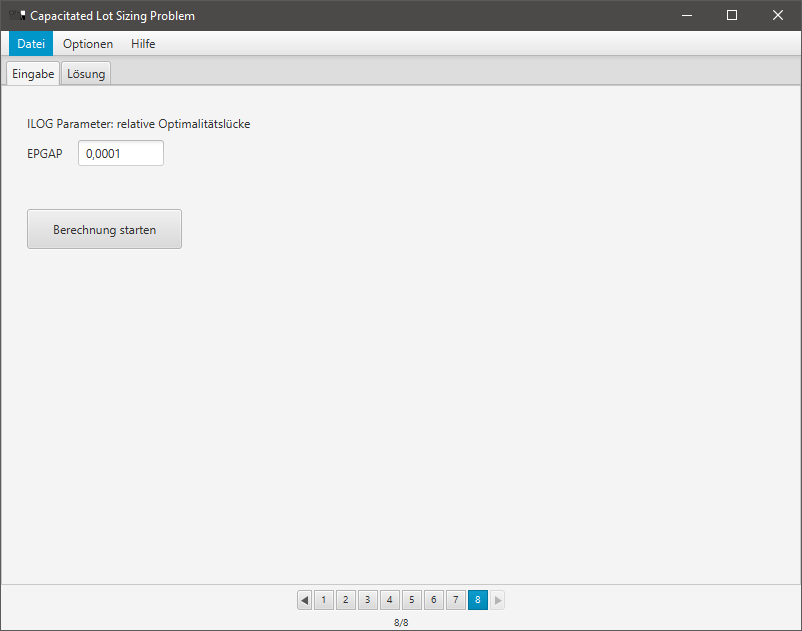 Capacitated Lot Sizing Problem
Datei Optionen Hilfe
Eingabe Lösung
ILOG Parameter: relative Optimalitätslücke
EPGAP 0,0001
Berechnung starten
1 2 3 4 5 6 7 8
8/8